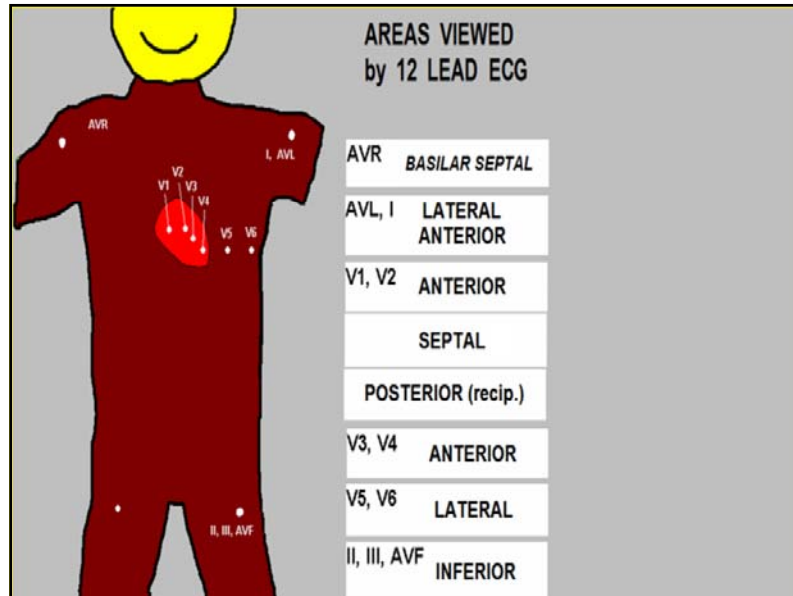 AREAS VIEWED
by 12 LEAD ECG
AVR
I, AVL
V1
V2
V3
V4
V5
V6
II, III, AVF
AVR BASILAR SEPTAL
AVL, I LATERAL
ANTERIOR
V1, V2 ANTERIOR
SEPTAL
POSTERIOR (recip.)
V3, V4 ANTERIOR
V5, V6 LATERAL
II, III, AVF INFERIOR